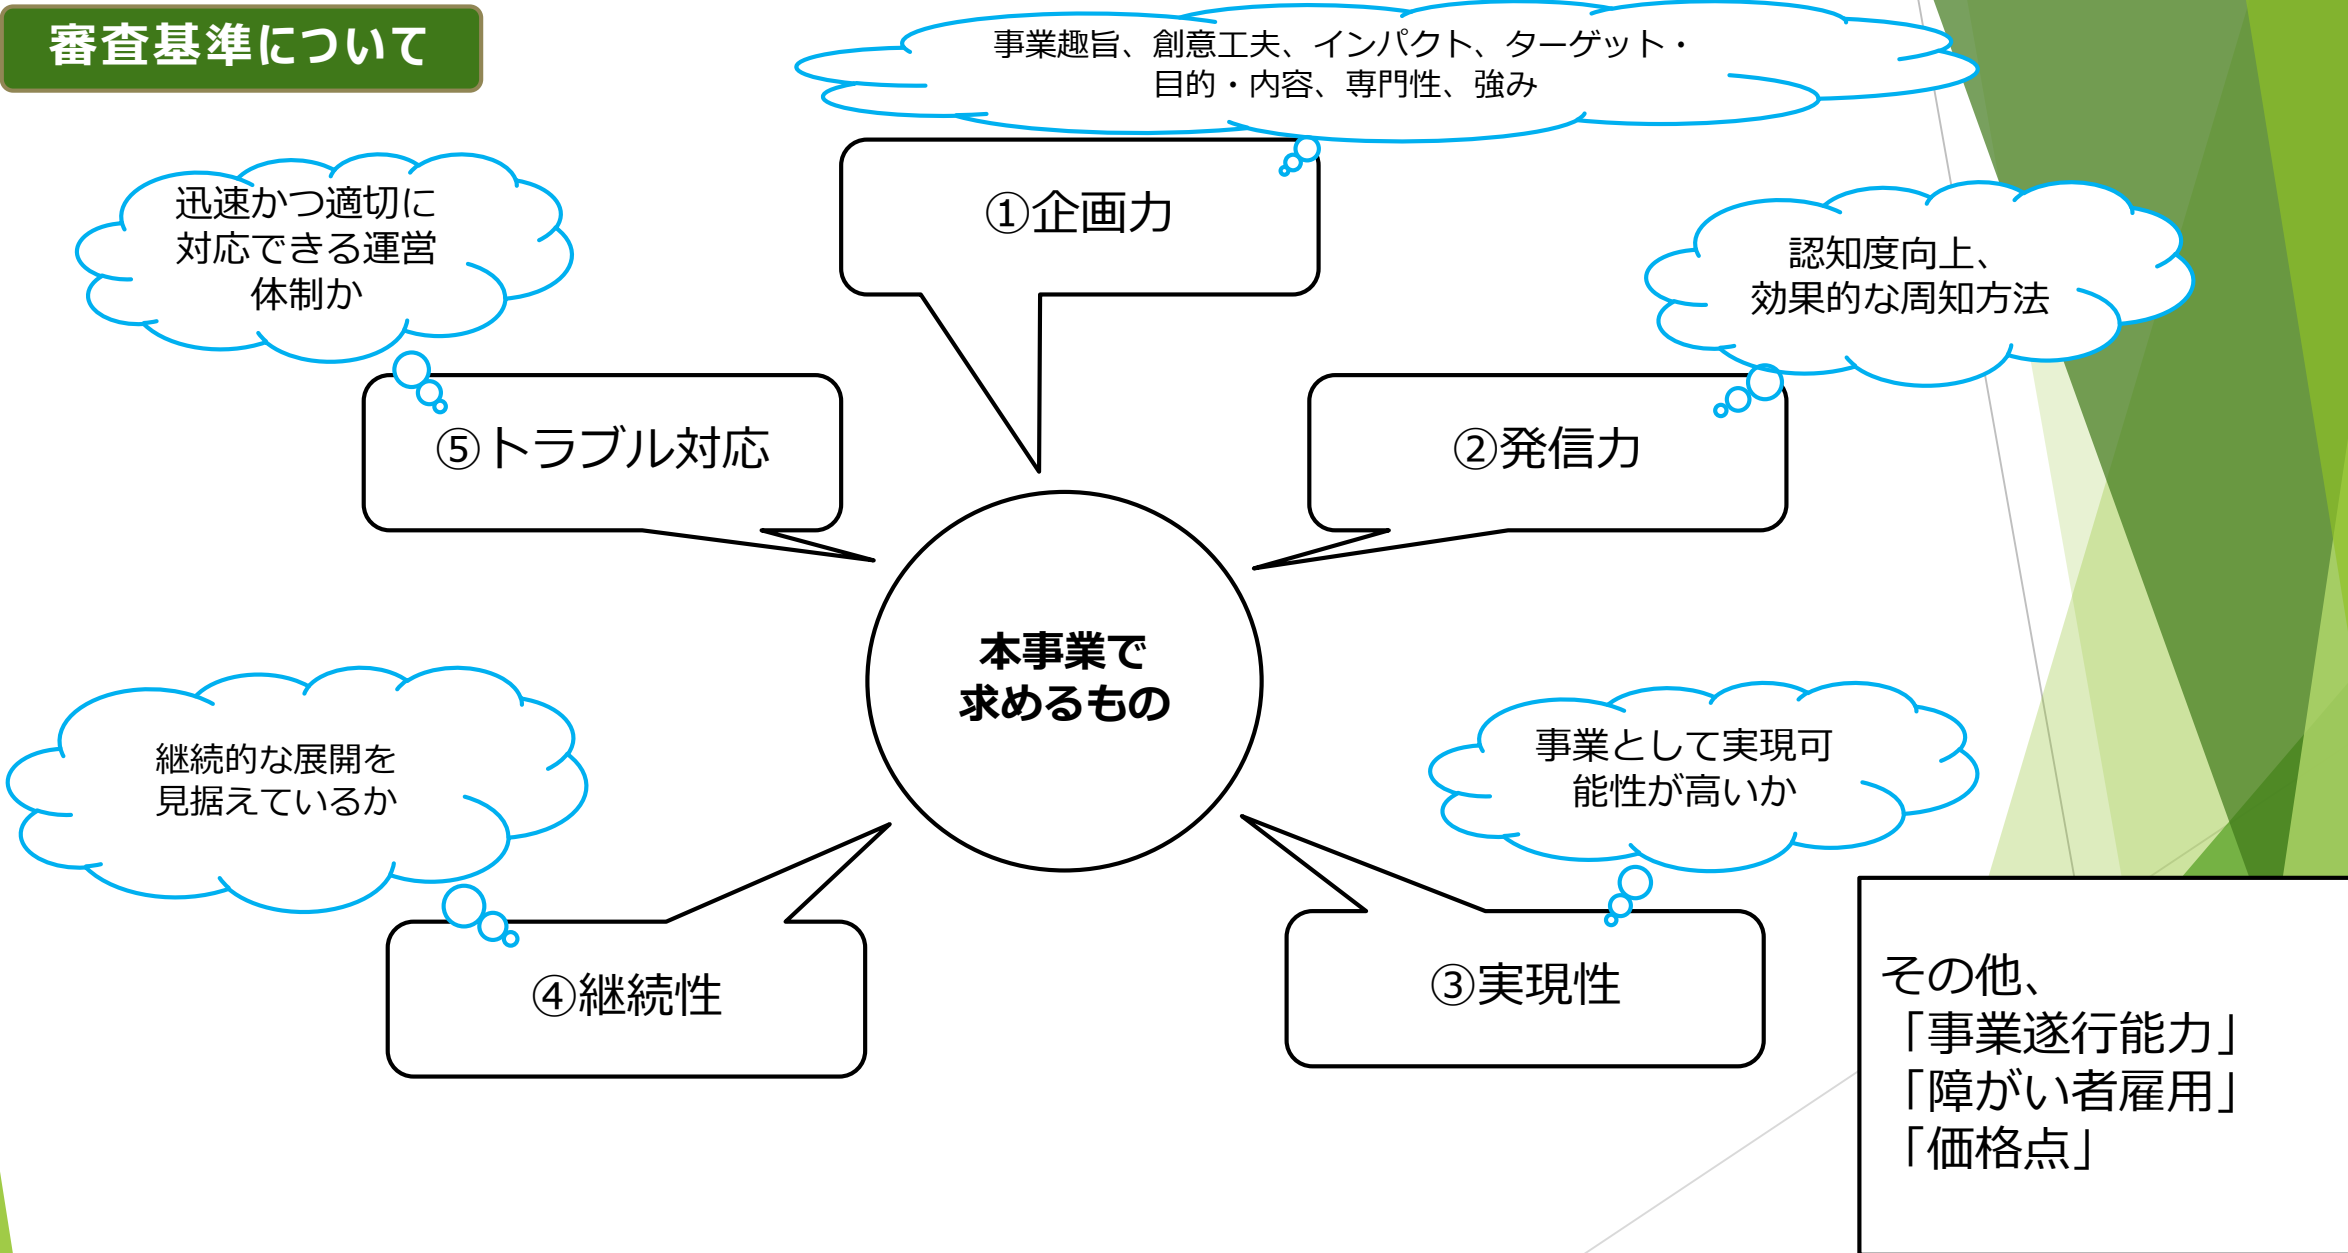 審査基準について
事業趣旨、創意工夫、インパクト、ターゲット・
目的・内容、専門性、強み
①企画力
認知度向上、
効果的な周知方法
②発信力
事業として実現可
能性が高いか
③実現性
継続的な展開を
見据えているか
④継続性
迅速かつ適切に
対応できる運営
体制か
⑤トラブル対応
本事業で
求めるもの
その他、
「事業遂行能力」
「障がい者雇用」
「価格点」